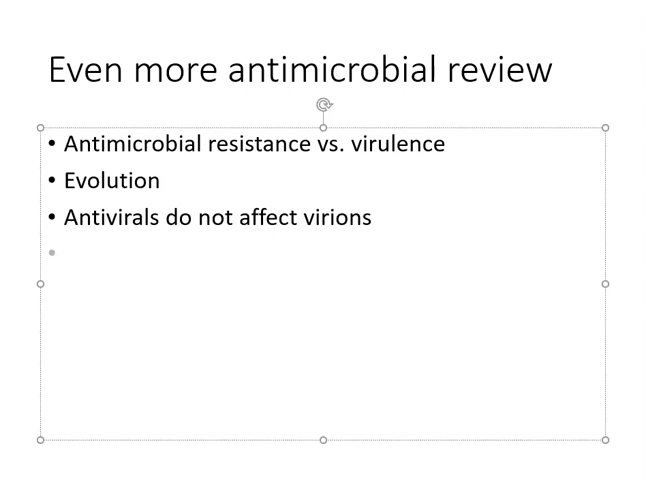 Even more antimicrobial review
• Antimicrobial resistance vs. virulence
• Evolution
• Antivirals do not affect virions
•